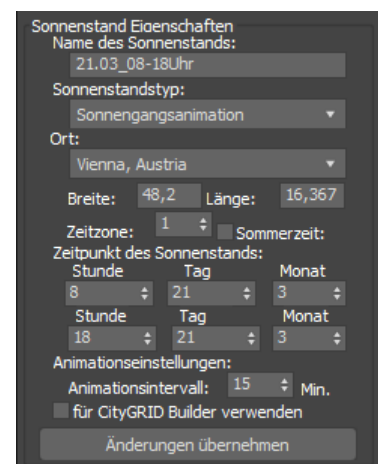 Sonnenstand Eigenschaften
Name des Sonnenstands:
21.03_08-18Uhr
Sonnenstandstyp:
Sonnengangsanimation
Ort:
Vienna, Austria
Breite: 48,2 Länge: 16,367
Zeitzone: 1 Sommerzeit:
Zeitpunkt des Sonnenstands:
Stunde Tag Monat
8 21 3
Stunde Tag Monat
18 21 3
Animationseinstellungen:
Animationsintervall: 15 Min.
für CityGRID Builder verwenden
Änderungen übernehmen